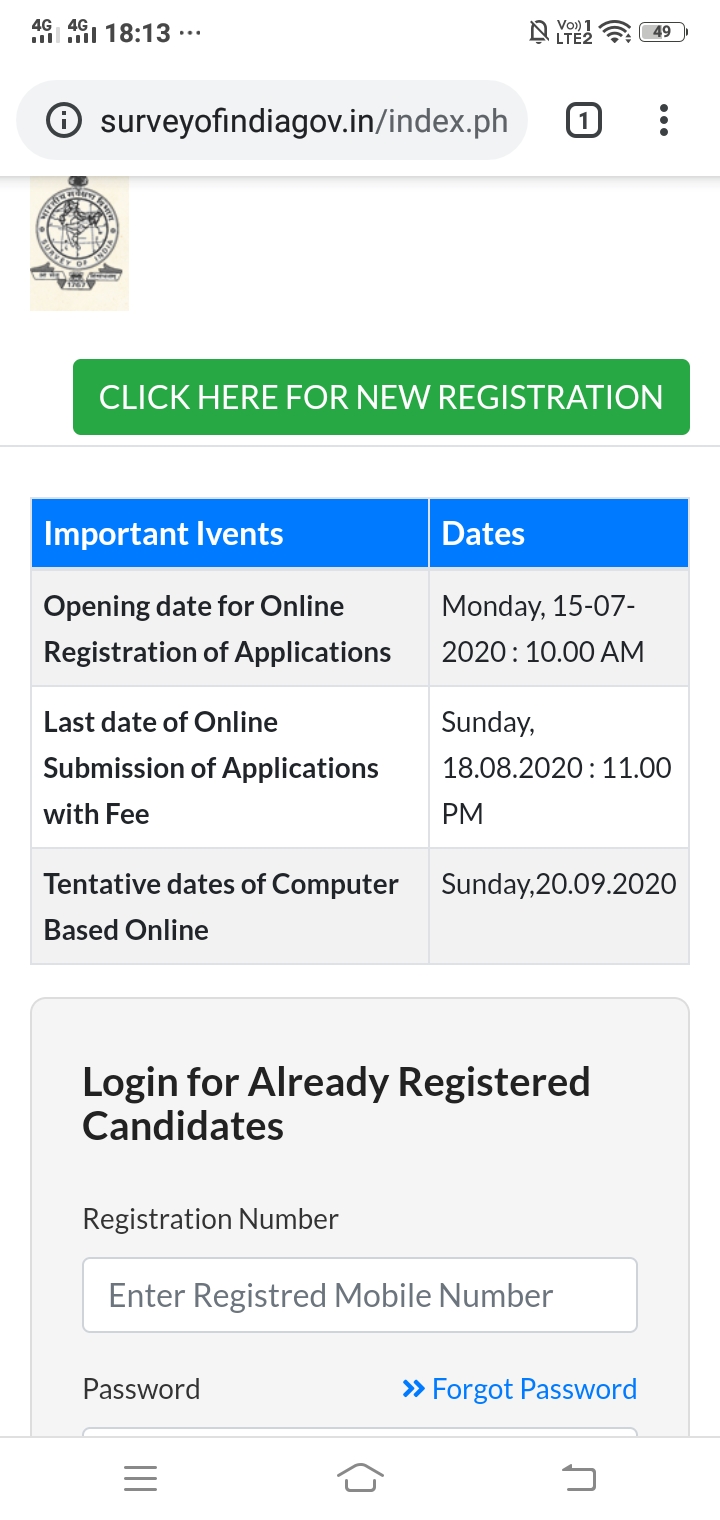 4G 4G 18:13 ... Vo)) 1 LTE2 49
surveyofindiagov.in/index.ph 1
भारतीय सर्वेक्षण विभाग
SURVEY OF INDIA
1767
CLICK HERE FOR NEW REGISTRATION
Important Ivents Dates
Opening date for Online Monday, 15-07-
Registration of Applications 2020 : 10.00 AM
Last date of Online Sunday,
Submission of Applications 18.08.2020 : 11.00
with Fee PM
Tentative dates of Computer Sunday,20.09.2020
Based Online
Login for Already Registered
Candidates
Registration Number
Enter Registred Mobile Number
Password Forgot Password